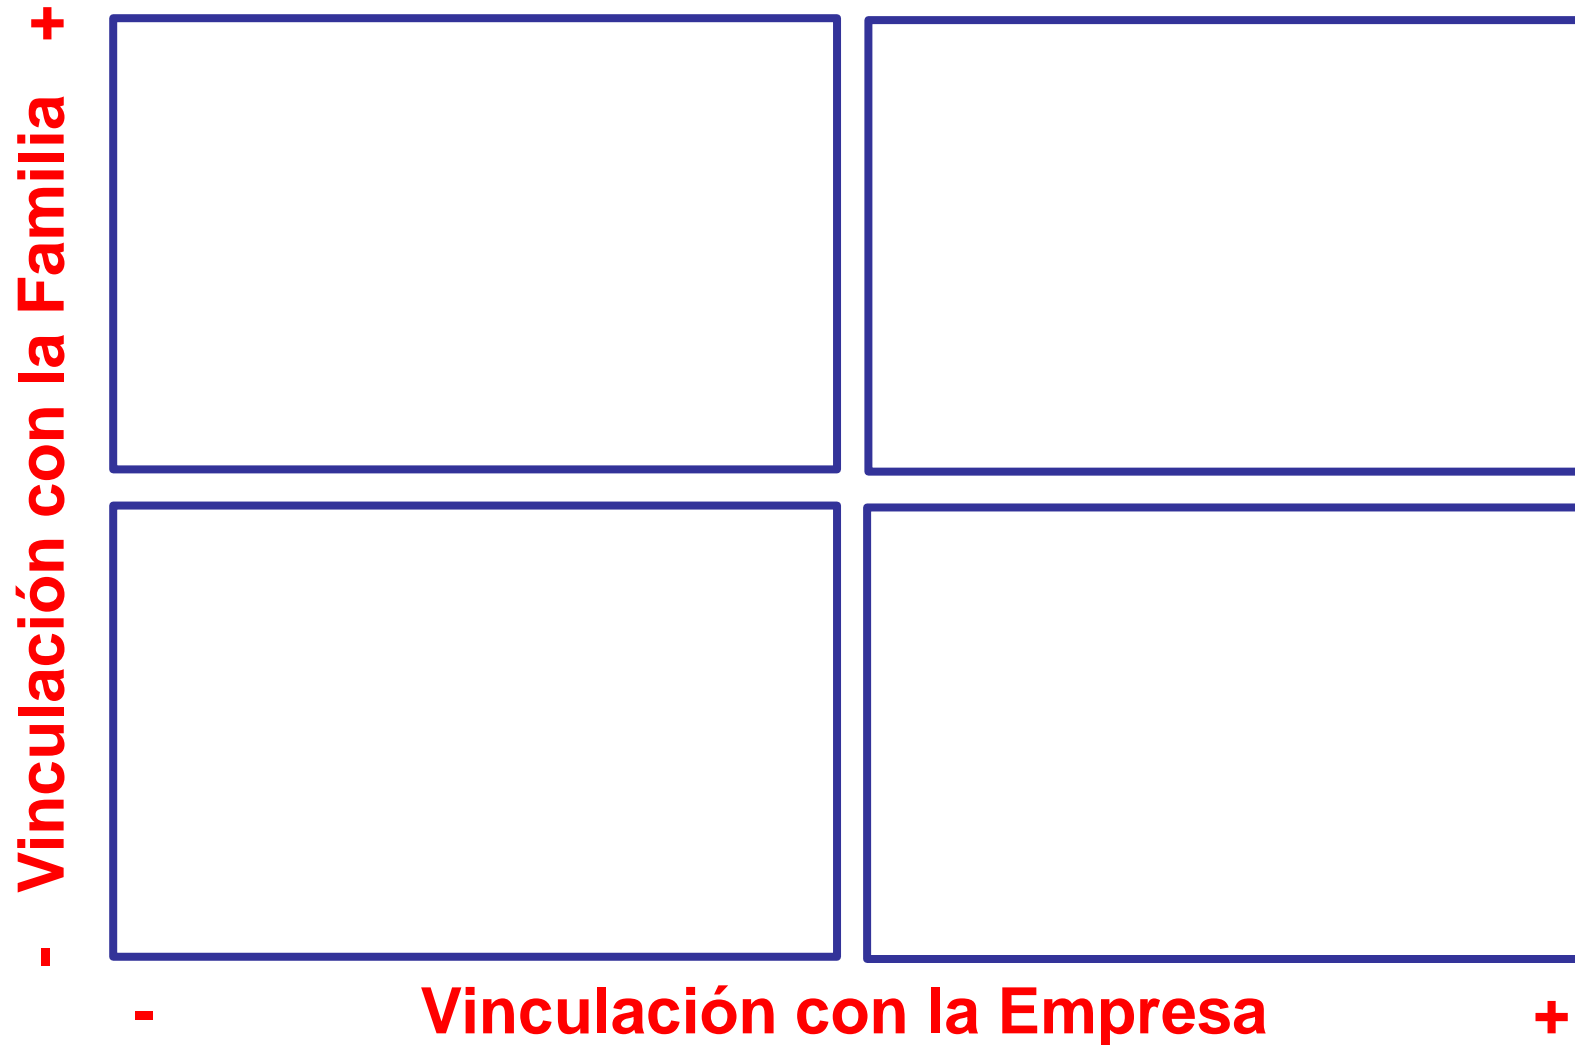 - Vinculación con la Familia +
- Vinculación con la Empresa +